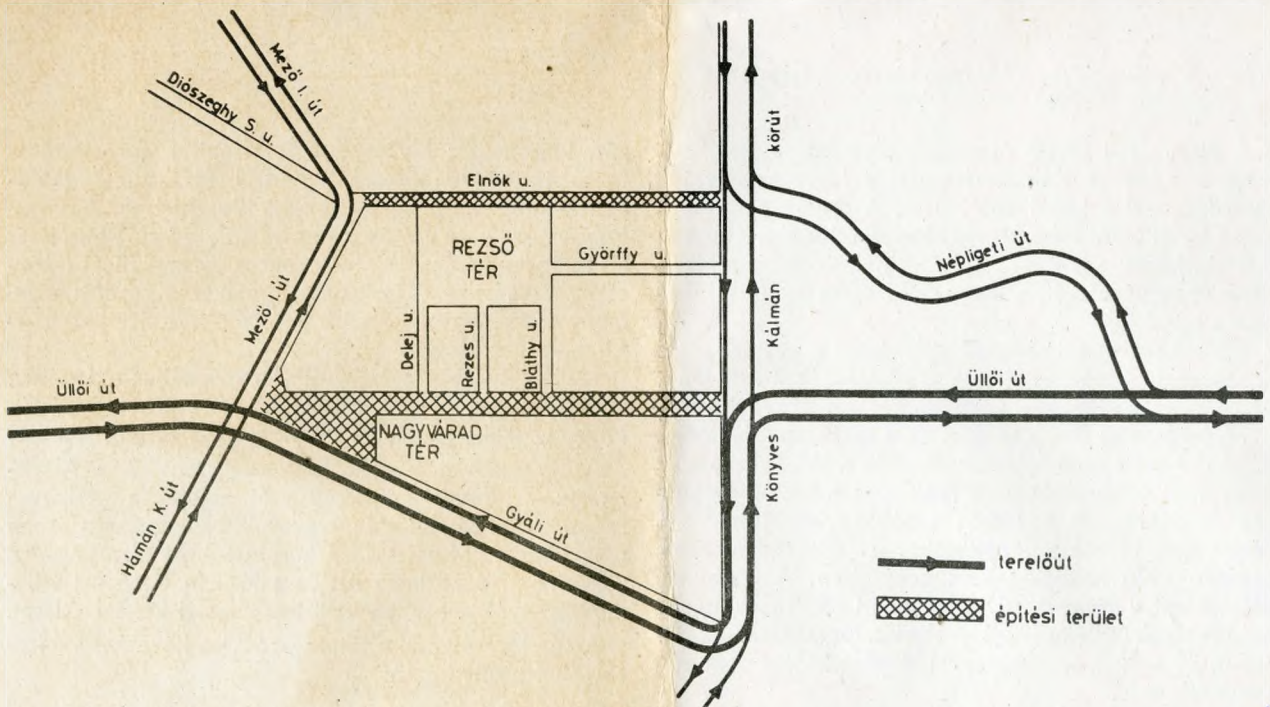 Mező I. út
Diószeghy S. u.
körút
Elnök u.
REZSŐ
TÉR
Györffy u.
Népligeti út
Mező I. út
Delej u.
Rezes u.
Bláthy u.
Kálmán
Üllői út
Üllői út
NAGYVÁRAD
TÉR
Könyves
Hámán K. út
Gyáli út
terelőút
építési terület